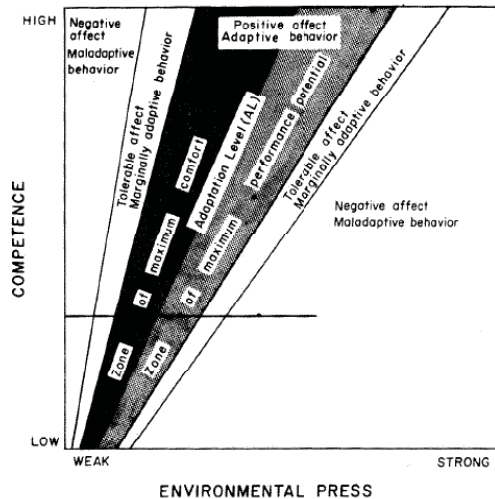 HIGH
Negative
affect
Maladaptive
behavior
Tolerable affect
Marginally adaptive behavior
Positive affect
Adaptive behavior
Zone of maximum comfort
Adaptation Level (AL)
Zone of maximum performance potential
Tolerable affect
Marginally adaptive behavior
Negative affect
Maladaptive behavior
COMPETENCE
LOW
WEAK
STRONG
ENVIRONMENTAL PRESS